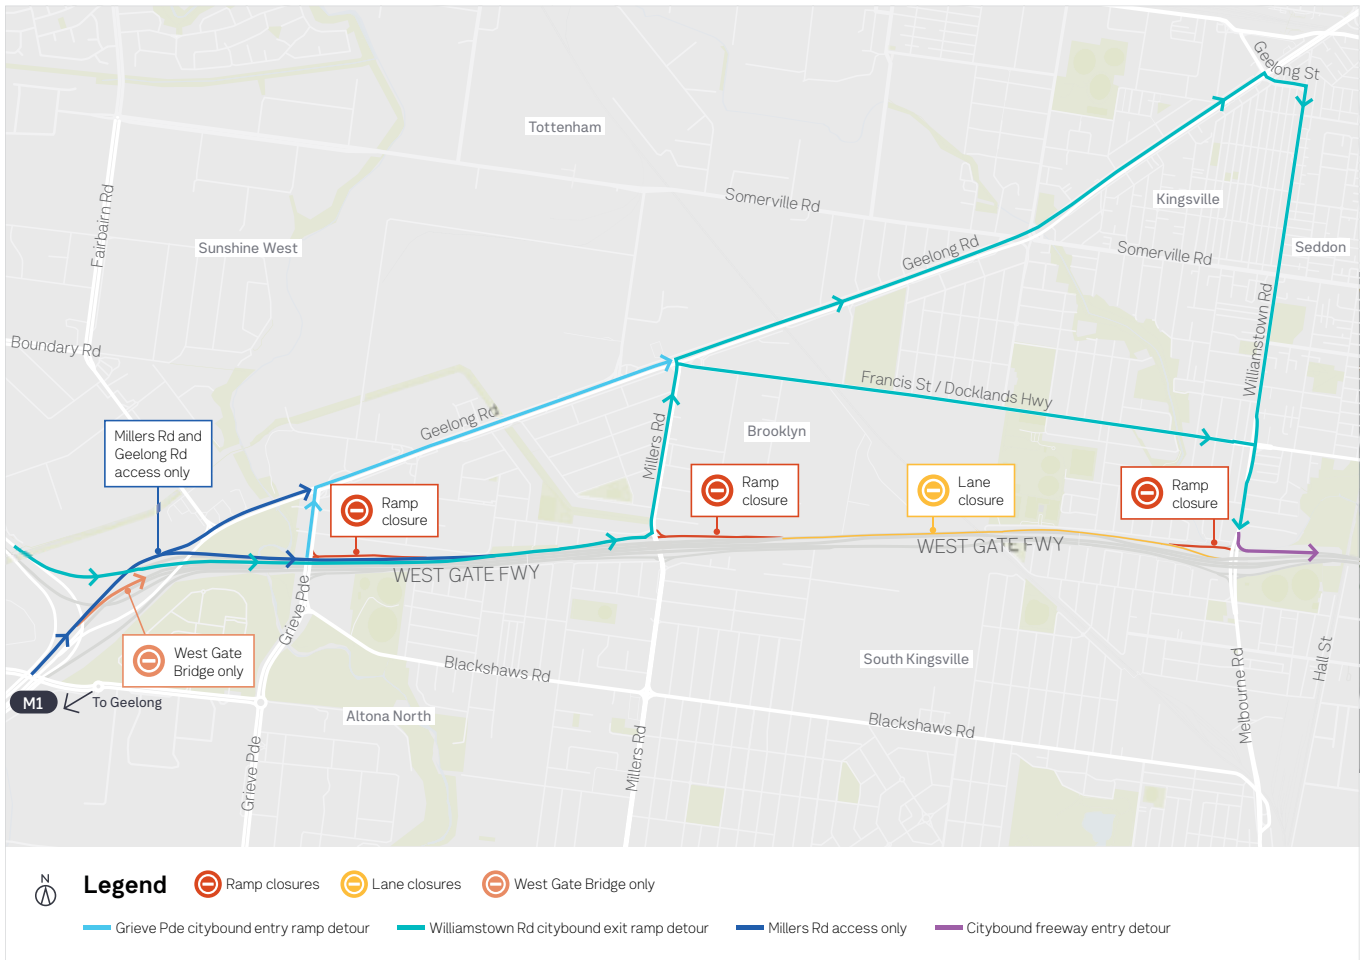 Geelong St
Tottenham
Somerville Rd
Kingsville
Fairbairn Rd
Sunshine West
Geelong Rd
Somerville Rd
Seddon
Boundary Rd
Williamstown Rd
Francis St / Docklands Hwy
Geelong Rd
Millers Rd
Brooklyn
Millers Rd and
Geelong Rd
access only
Ramp
closure
Ramp
closure
Lane
closure
Ramp
closure
WEST GATE FWY
WEST GATE FWY
Grieve Pde
West Gate
Bridge only
Blackshaws Rd
South Kingsville
Hall St
Melbourne Rd
M1
To Geelong
Altona North
Blackshaws Rd
Grieve Pde
Millers Rd
N
Legend
Ramp closures
Lane closures
West Gate Bridge only
Grieve Pde citybound entry ramp detour
Williamstown Rd citybound exit ramp detour
Millers Rd access only
Citybound freeway entry detour